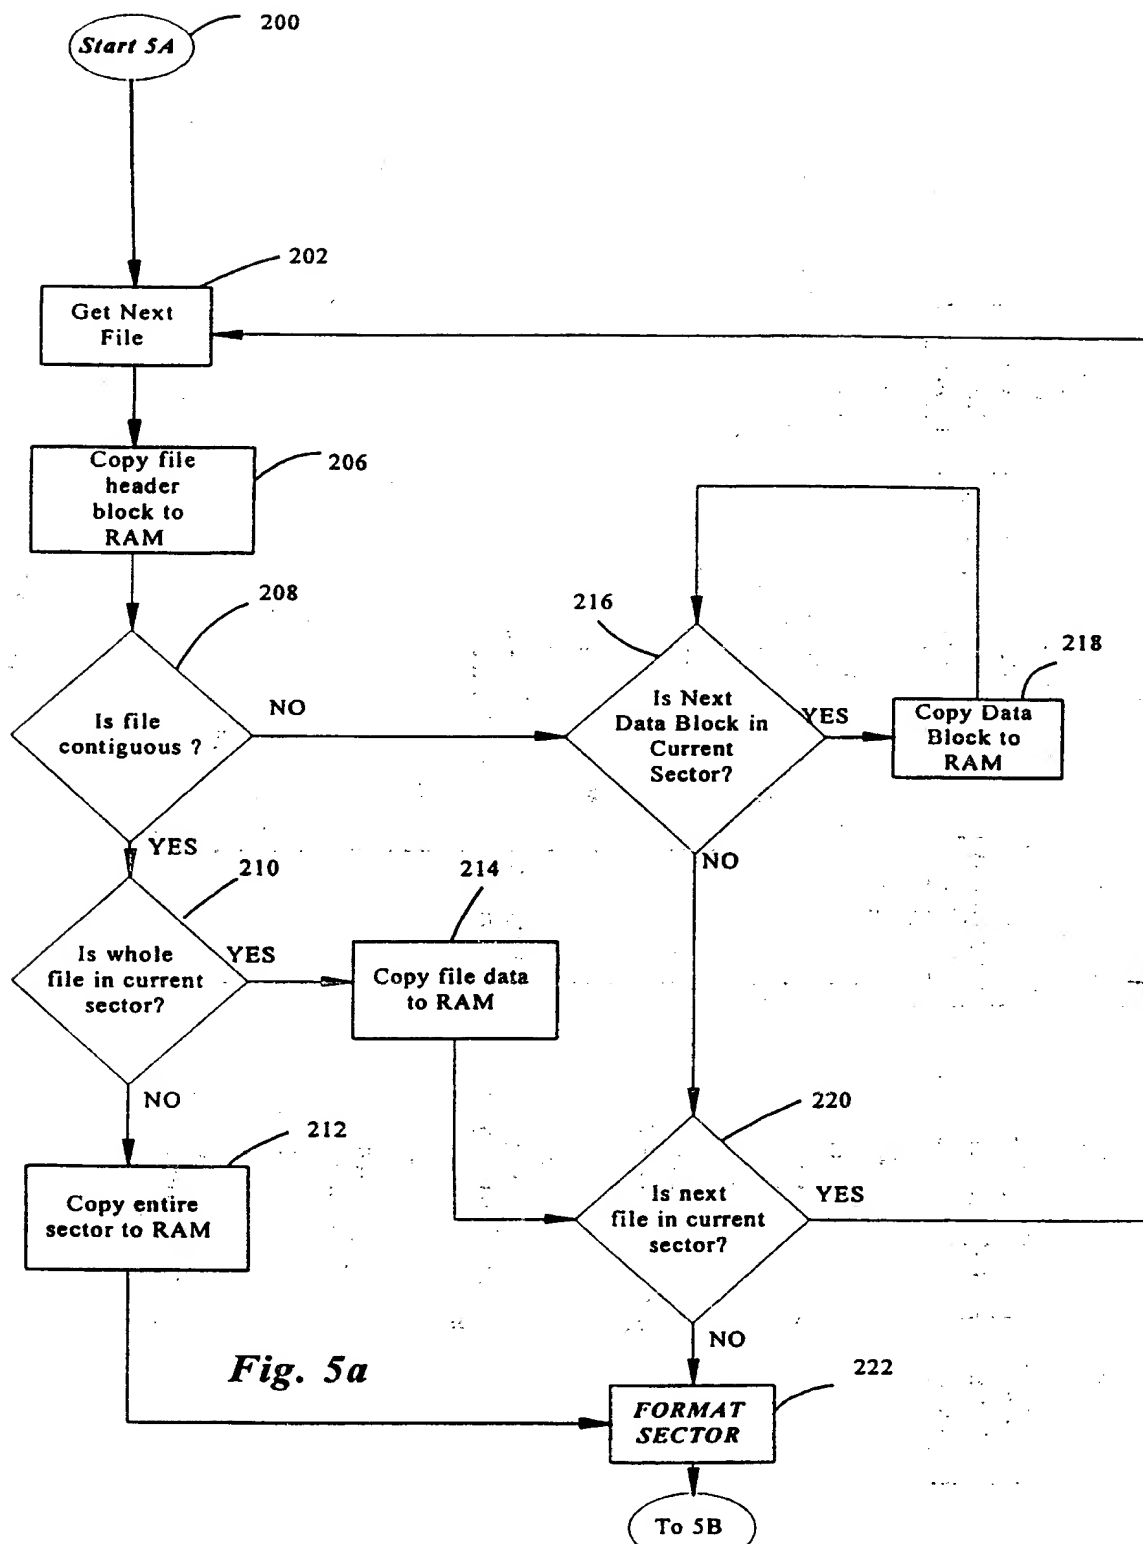 Start 5A
200
202
Get Next
File
Copy file
header
block to
RAM
206
208
Is file
contiguous ?
NO
YES
216
Is Next
Data Block in
Current
Sector?
YES
NO
218
Copy Data
Block to
RAM
210
Is whole
file in current
sector?
YES
NO
214
Copy file data
to RAM
212
Copy entire
sector to RAM
220
Is next
file in current
sector?
YES
NO
Fig. 5a
222
FORMAT
SECTOR
To 5B